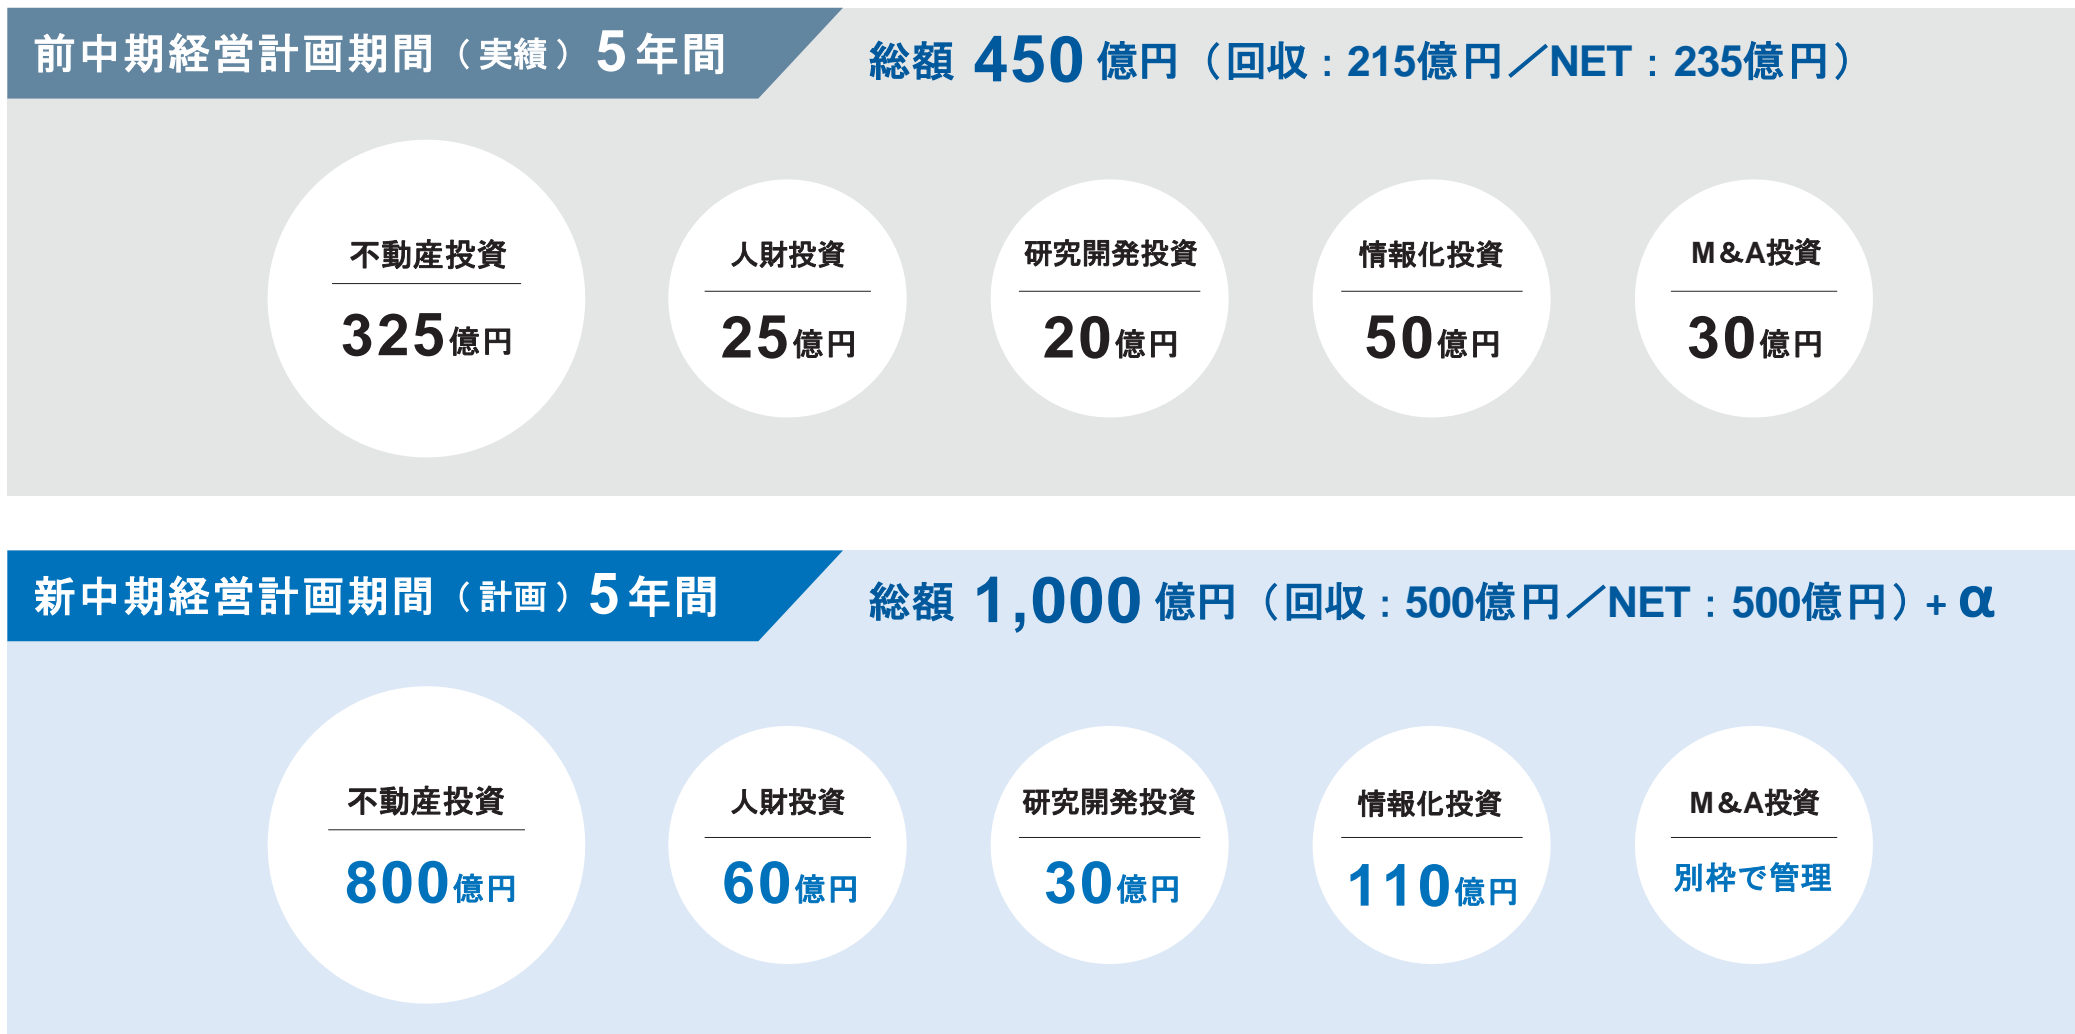 前中期経営計画期間（実績）5年間
総額 450 億円（回収：215億円／NET：235億円）
不動産投資
325億円
人財投資
25億円
研究開発投資
20億円
情報化投資
50億円
M&A投資
30億円
新中期経営計画期間（計画）5年間
総額 1,000 億円（回収：500億円／NET：500億円）+ α
不動産投資
800億円
人財投資
60億円
研究開発投資
30億円
情報化投資
110億円
M&A投資
別枠で管理